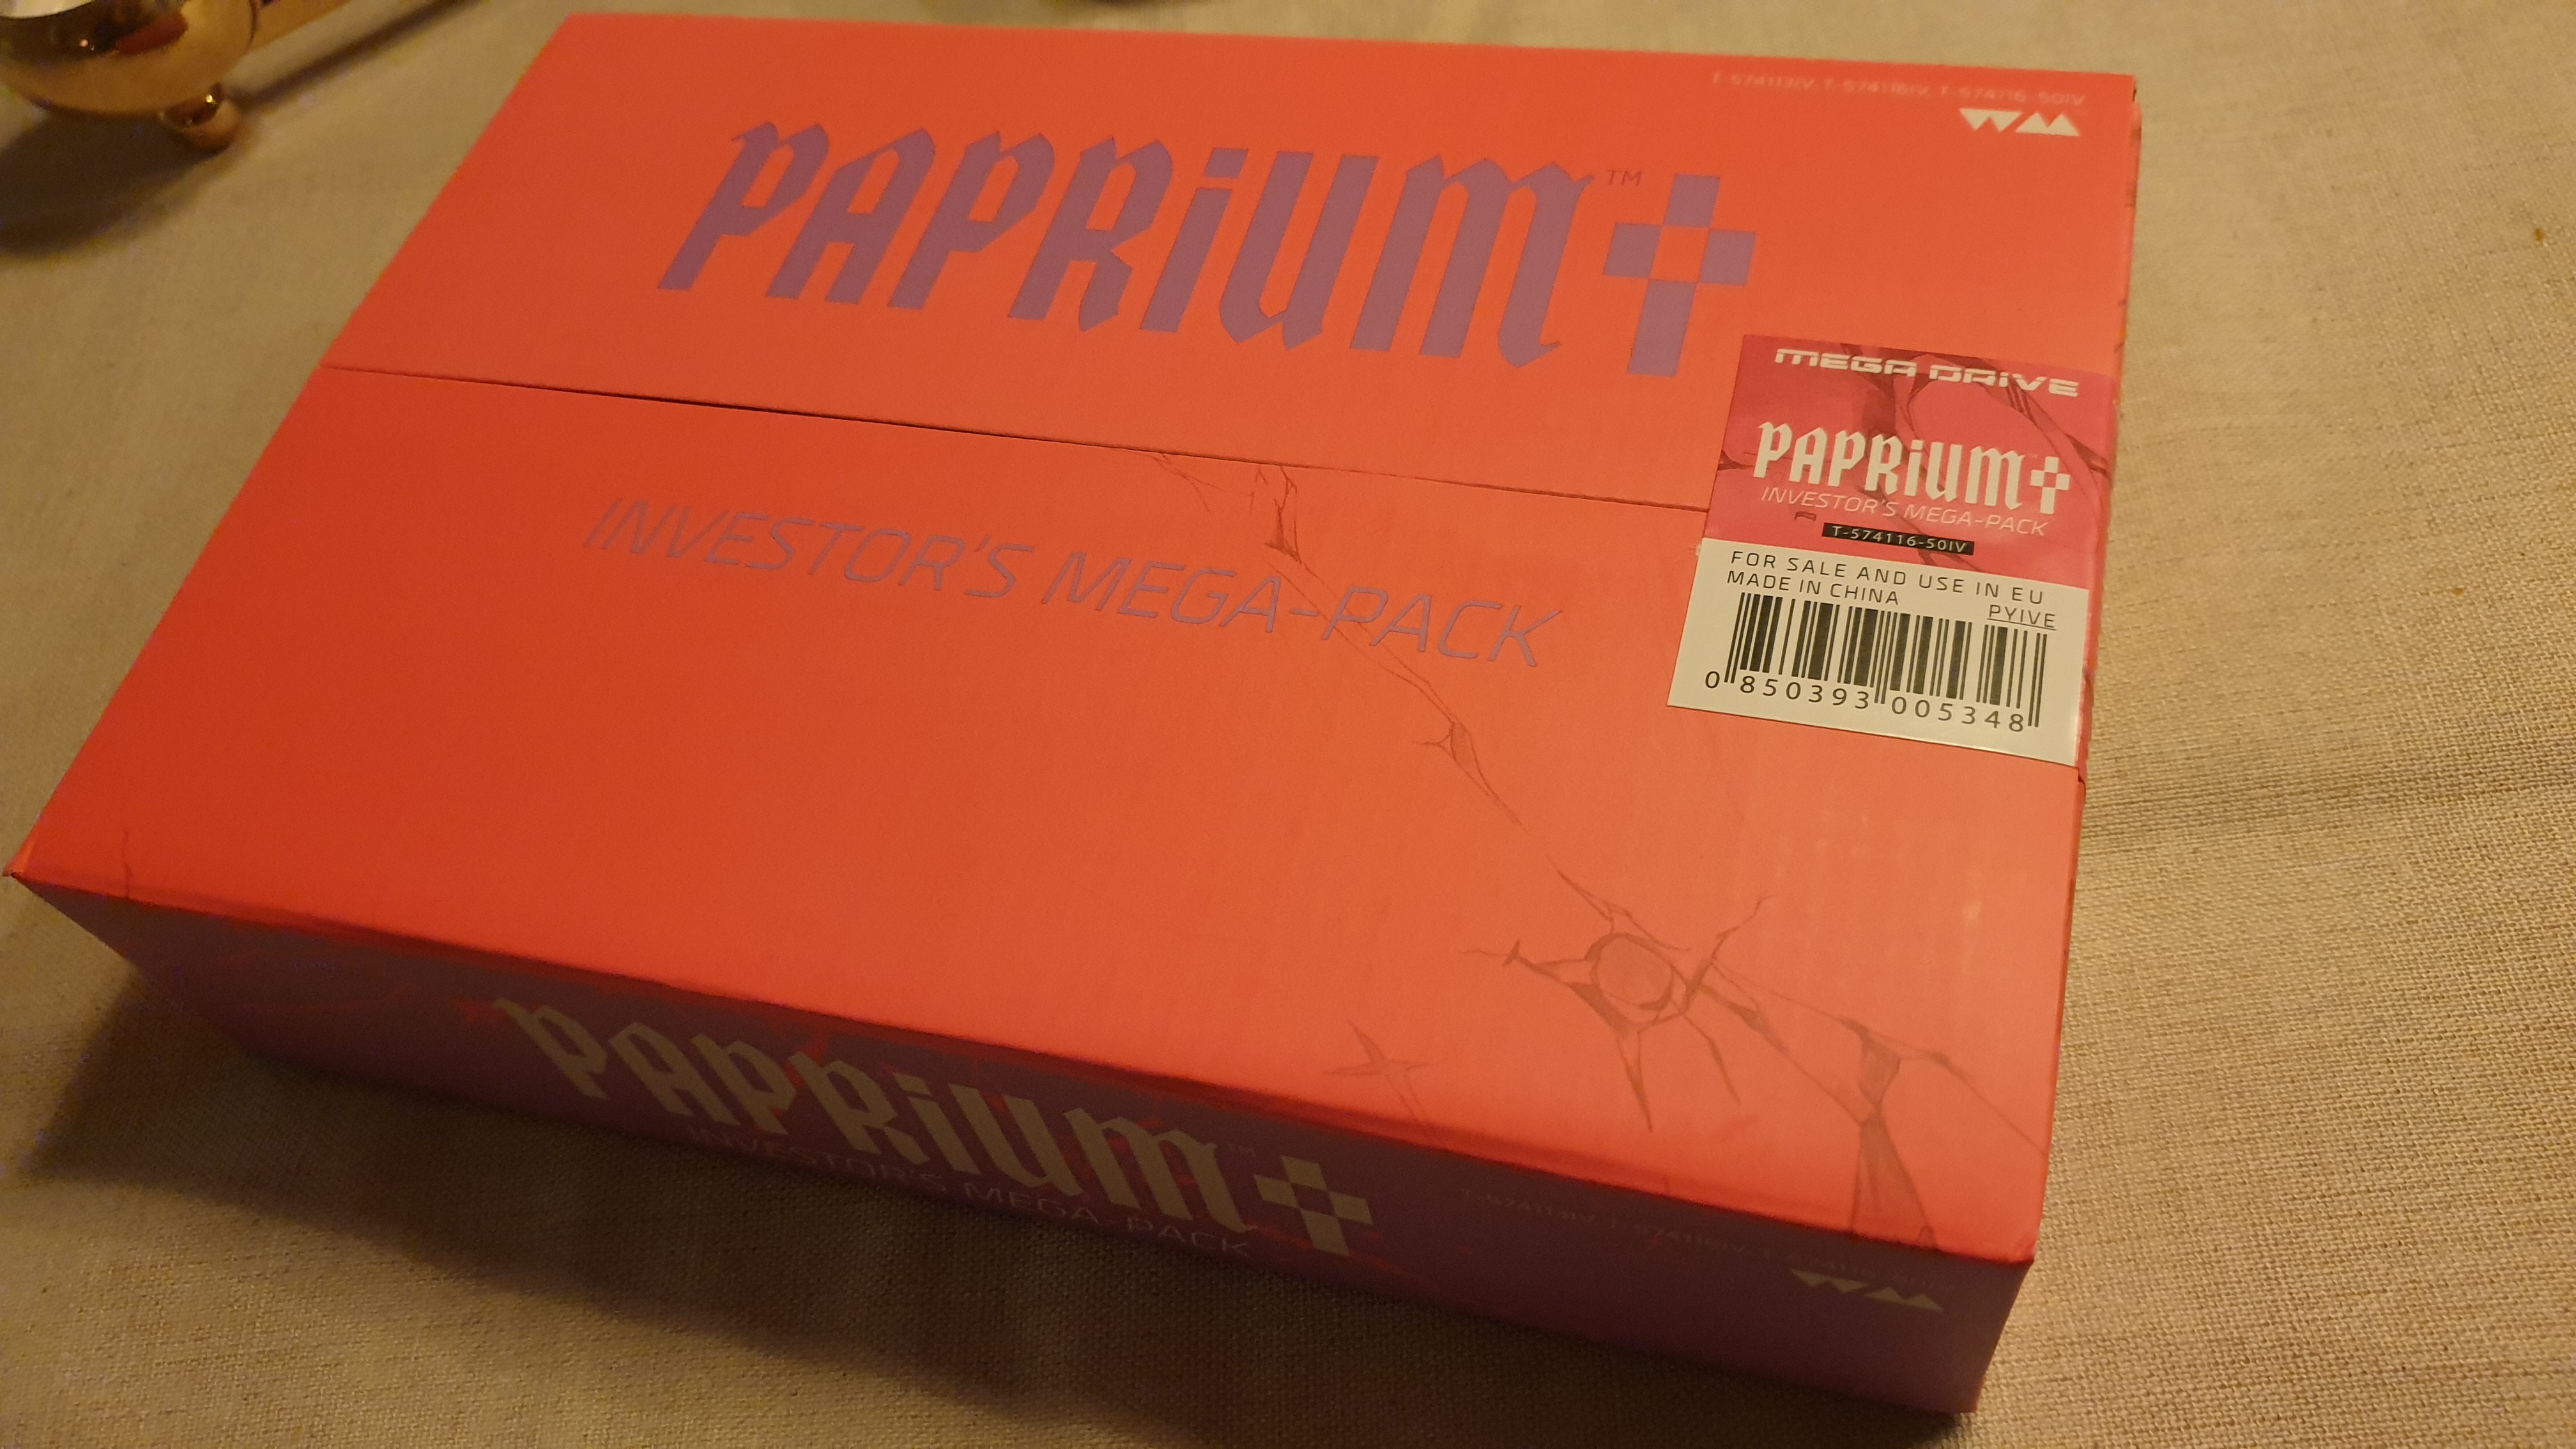 T-574113IV, T-574116IV, T-574116-50IV
WM
PAPRiUM™
INVESTOR'S MEGA-PACK
MEGA DRiVE
PAPRiUM
INVESTOR'S MEGA-PACK
T-574116-50IV
FOR SALE AND USE IN EU
MADE IN CHINA
PYIVE
0 850393 005348
PAPRiUM™
INVESTOR'S MEGA-PACK
WM